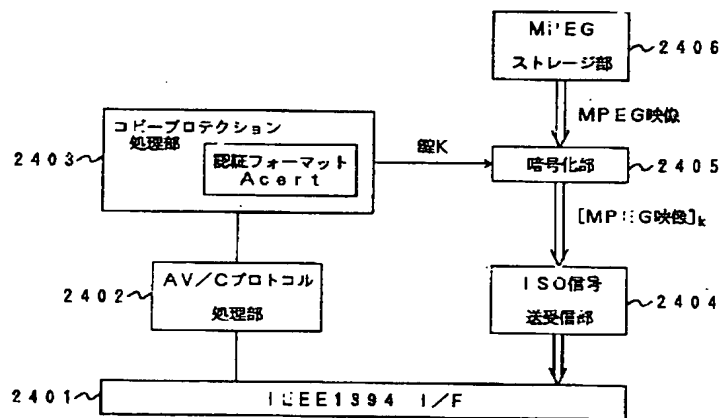 MPEG
ストレージ部
2406
MPEG映像
コピープロテクション
処理部
2403
認証フォーマット
Acert
鍵K
暗号化部
2405
[MPEG映像]k
AV/Cプロトコル
処理部
2402
ISO信号
送受信部
2404
2401
IEEE1394 I/F